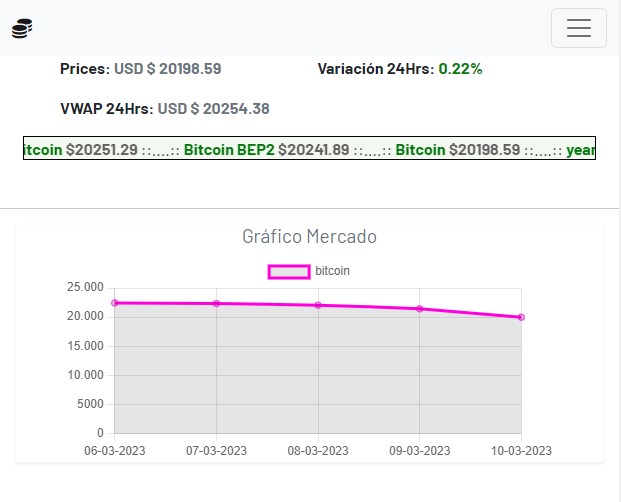 Prices: USD $ 20198.59 Variación 24Hrs: 0.22%
VWAP 24Hrs: USD $ 20254.38
itcoin $20251.29 ::....:: Bitcoin BEP2 $20241.89 ::....:: Bitcoin $20198.59 ::....:: year
Gráfico Mercado
bitcoin
25.000
20.000
15.000
10.000
5000
0
06-03-2023 07-03-2023 08-03-2023 09-03-2023 10-03-2023